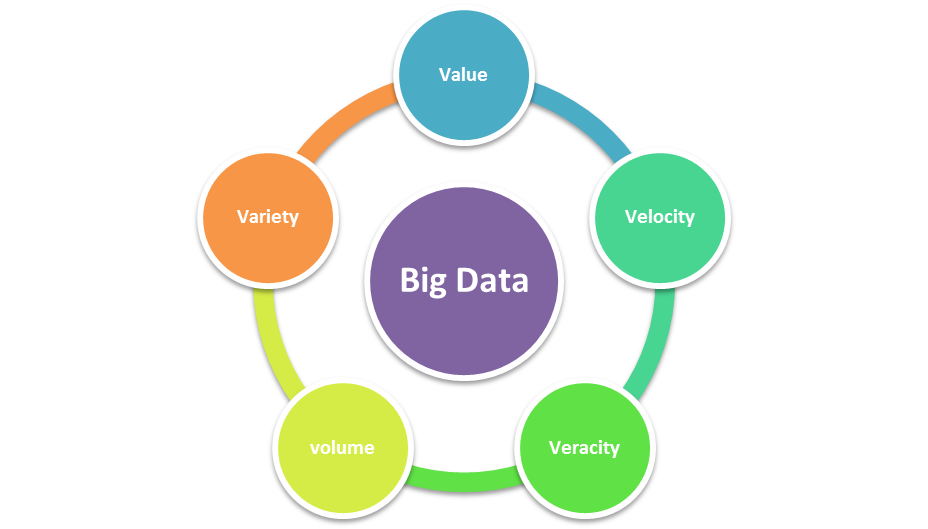 Value
Variety
Velocity
Big Data
volume
Veracity